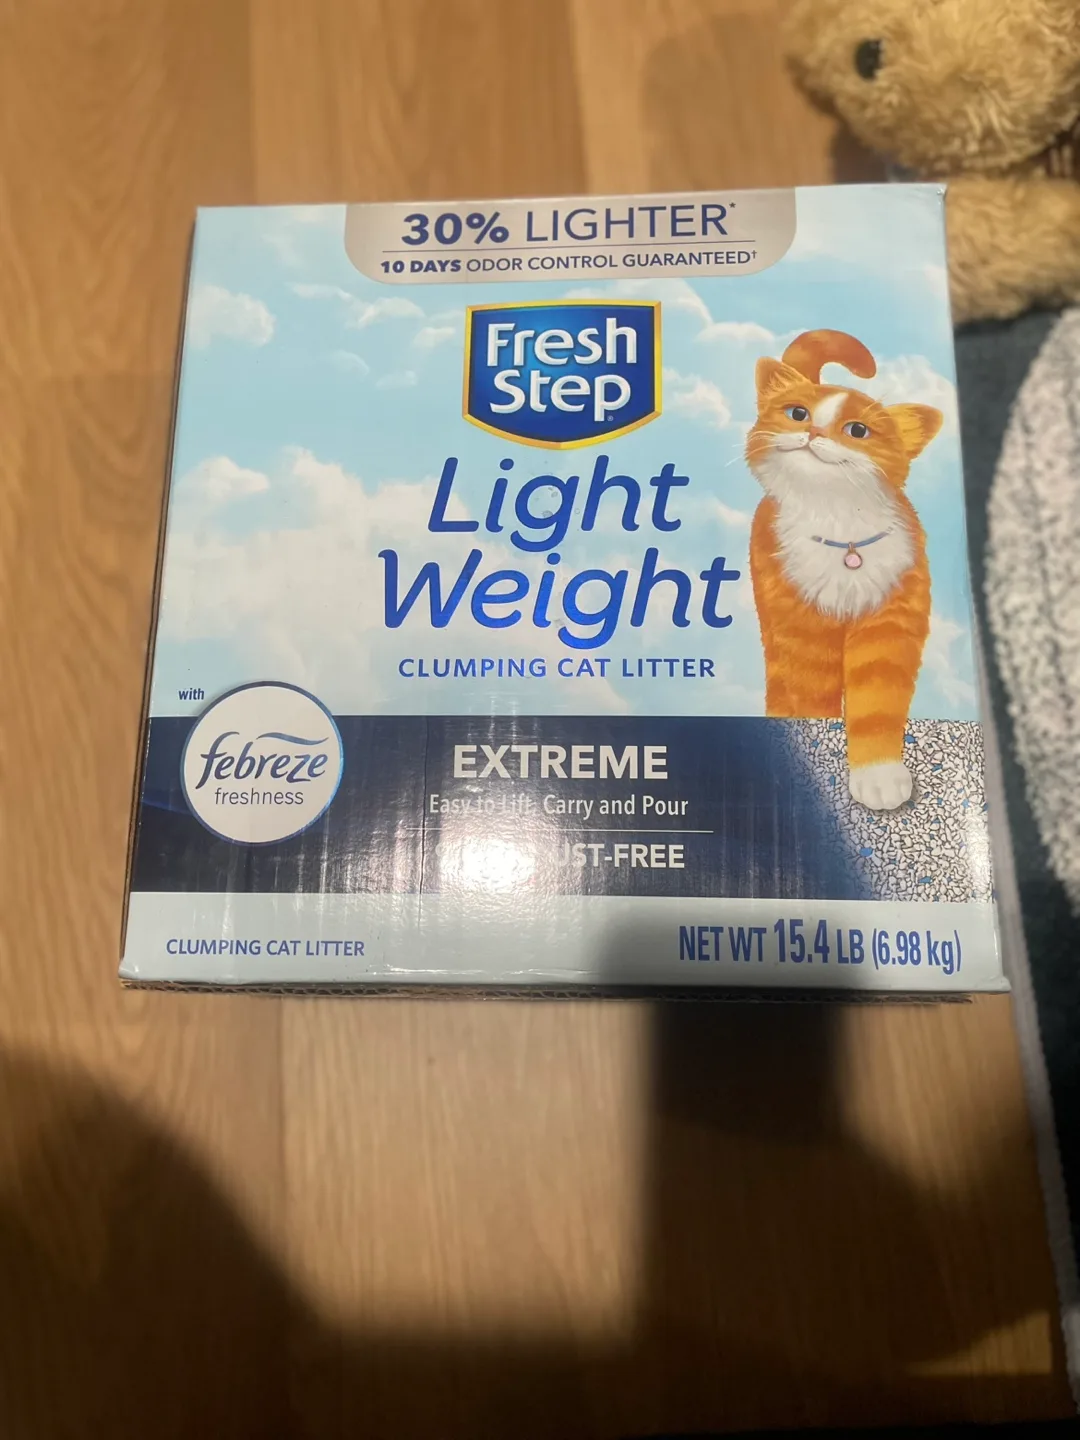 30% LIGHTER*
10 DAYS ODOR CONTROL GUARANTEED†
Fresh
Step®
Light
Weight
CLUMPING CAT LITTER
with
febreze
freshness
EXTREME
Easy to Lift, Carry and Pour
DUST-FREE
CLUMPING CAT LITTER
NET WT 15.4 LB (6.98 kg)